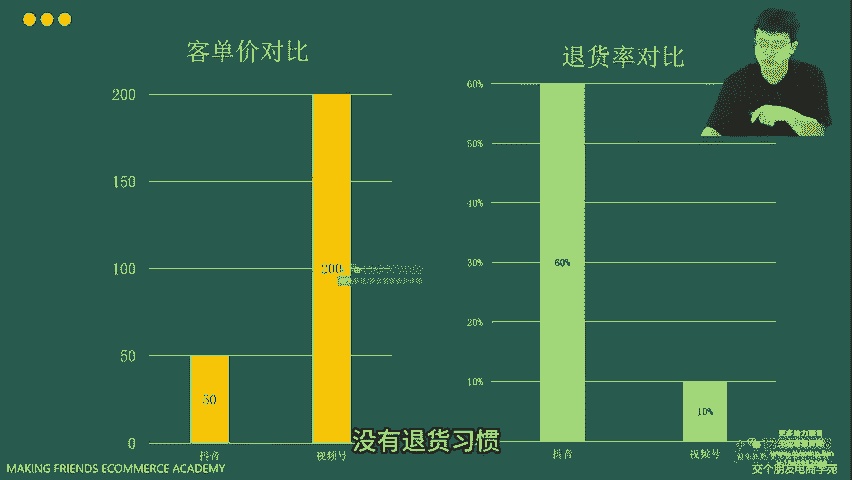 客单价对比
200
150
100
50
0
200
50
抖音
视频号
退货率对比
60%
50%
40%
30%
20%
10%
60%
10%
抖音
视频号
没有退货习惯
MAKING FRIENDS ECOMMERCE ACADEMY
交个朋友电商学苑